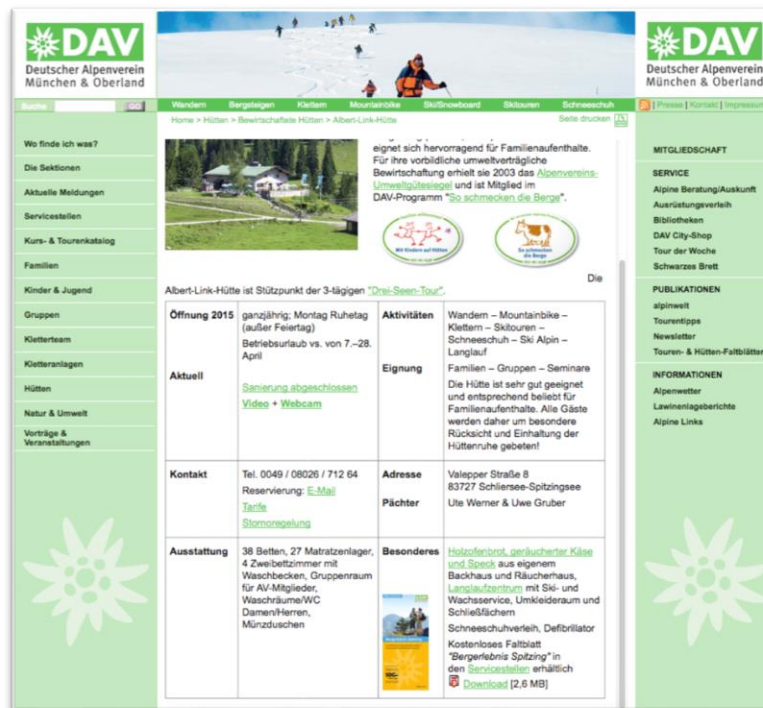 DAV
Deutscher Alpenverein
München & Oberland
DAV
Deutscher Alpenverein
München & Oberland
Suche GO
Wandern Bergsteigen Klettern Mountainbike Ski/Snowboard Skitouren Schneeschuh
| Presse | Kontakt | Impressum
Home > Hütten > Bewirtschaftete Hütten > Albert-Link-Hütte
Seite drucken
Wo finde ich was?
Die Sektionen
Aktuelle Meldungen
Servicestellen
Kurs- & Tourenkatalog
Familien
Kinder & Jugend
Gruppen
Kletterteam
Kletteranlagen
Hütten
Natur & Umwelt
Vorträge &
Veranstaltungen
eignet sich hervorragend für Familienaufenthalte.
Für ihre vorbildliche umweltverträgliche
Bewirtschaftung erhielt sie 2003 das Alpenvereins-
Umweltgütesiegel und ist Mitglied im
DAV-Programm "So schmecken die Berge".
Mit Kindern auf Hütten
So schmecken
die Berge
Die
Albert-Link-Hütte ist Stützpunkt der 3-tägigen "Drei-Seen-Tour".
Öffnung 2015
ganzjährig; Montag Ruhetag
(außer Feiertag)
Betriebsurlaub vs. von 7.–28.
April
Aktuell
Sanierung abgeschlossen
Video + Webcam
Aktivitäten
Wandern – Mountainbike –
Klettern – Skitouren –
Schneeschuh – Ski Alpin –
Langlauf
Eignung
Familien – Gruppen – Seminare
Die Hütte ist sehr gut geeignet
und entsprechend beliebt für
Familienaufenthalte. Alle Gäste
werden daher um besondere
Rücksicht und Einhaltung der
Hüttenruhe gebeten!
Kontakt
Tel. 0049 / 08026 / 712 64
Reservierung: E-Mail
Tarife
Stornoregelung
Adresse
Valepper Straße 8
83727 Schliersee-Spitzingsee
Pächter
Ute Werner & Uwe Gruber
Ausstattung
38 Betten, 27 Matratzenlager,
4 Zweibettzimmer mit
Waschbecken, Gruppenraum
für AV-Mitglieder,
Waschräume/WC
Damen/Herren,
Münzduschen
Besonderes
Holzofenbrot, geräucherter Käse
und Speck aus eigenem
Backhaus und Räucherhaus,
Langlaufzentrum mit Ski- und
Wachsservice, Umkleideraum und
Schließfächern
Schneeschuhverleih, Defibrillator
Kostenloses Faltblatt
"Bergerlebnis Spitzing" in
den Servicestellen erhältlich
Download [2,6 MB]
Bergerlebnis Spitzing
MITGLIEDSCHAFT
SERVICE
Alpine Beratung/Auskunft
Ausrüstungsverleih
Bibliotheken
DAV City-Shop
Tour der Woche
Schwarzes Brett
PUBLIKATIONEN
alpinwelt
Tourentipps
Newsletter
Touren- & Hütten-Faltblätter
INFORMATIONEN
Alpenwetter
Lawinenlageberichte
Alpine Links